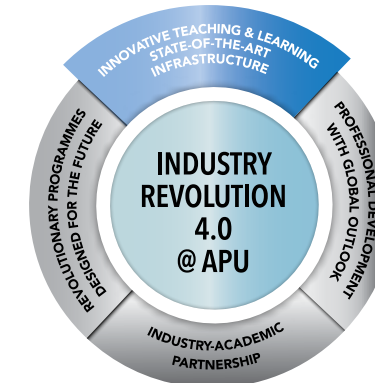 INNOVATIVE TEACHING & LEARNING
STATE-OF-THE-ART
INFRASTRUCTURE
PROFESSIONAL DEVELOPMENT
WITH GLOBAL OUTLOOK
INDUSTRY-ACADEMIC
PARTNERSHIP
REVOLUTIONARY PROGRAMMES
DESIGNED FOR THE FUTURE
INDUSTRY
REVOLUTION
4.0
@ APU